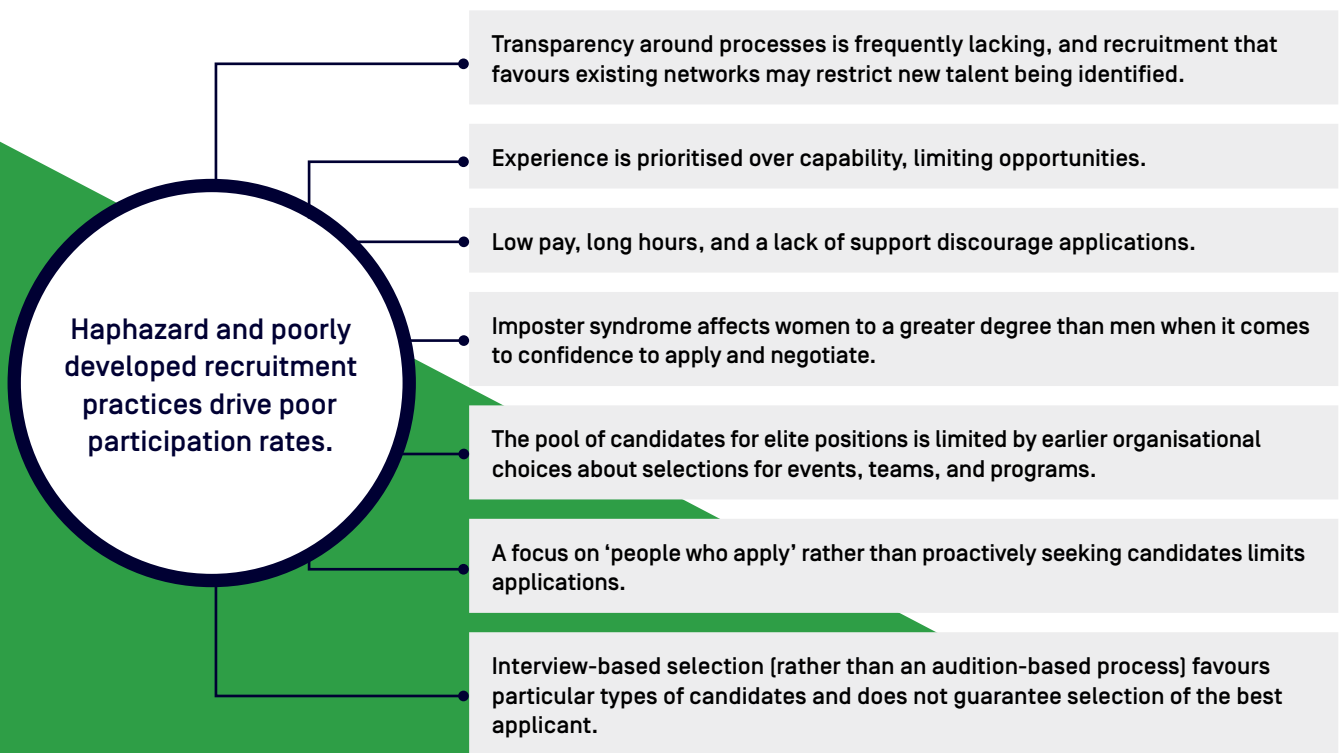 Transparency around processes is frequently lacking, and recruitment that
favours existing networks may restrict new talent being identified.
Experience is prioritised over capability, limiting opportunities.
Low pay, long hours, and a lack of support discourage applications.
Haphazard and poorly
developed recruitment
practices drive poor
participation rates.
Imposter syndrome affects women to a greater degree than men when it comes
to confidence to apply and negotiate.
The pool of candidates for elite positions is limited by earlier organisational
choices about selections for events, teams, and programs.
A focus on ‘people who apply’ rather than proactively seeking candidates limits
applications.
Interview-based selection (rather than an audition-based process) favours
particular types of candidates and does not guarantee selection of the best
applicant.